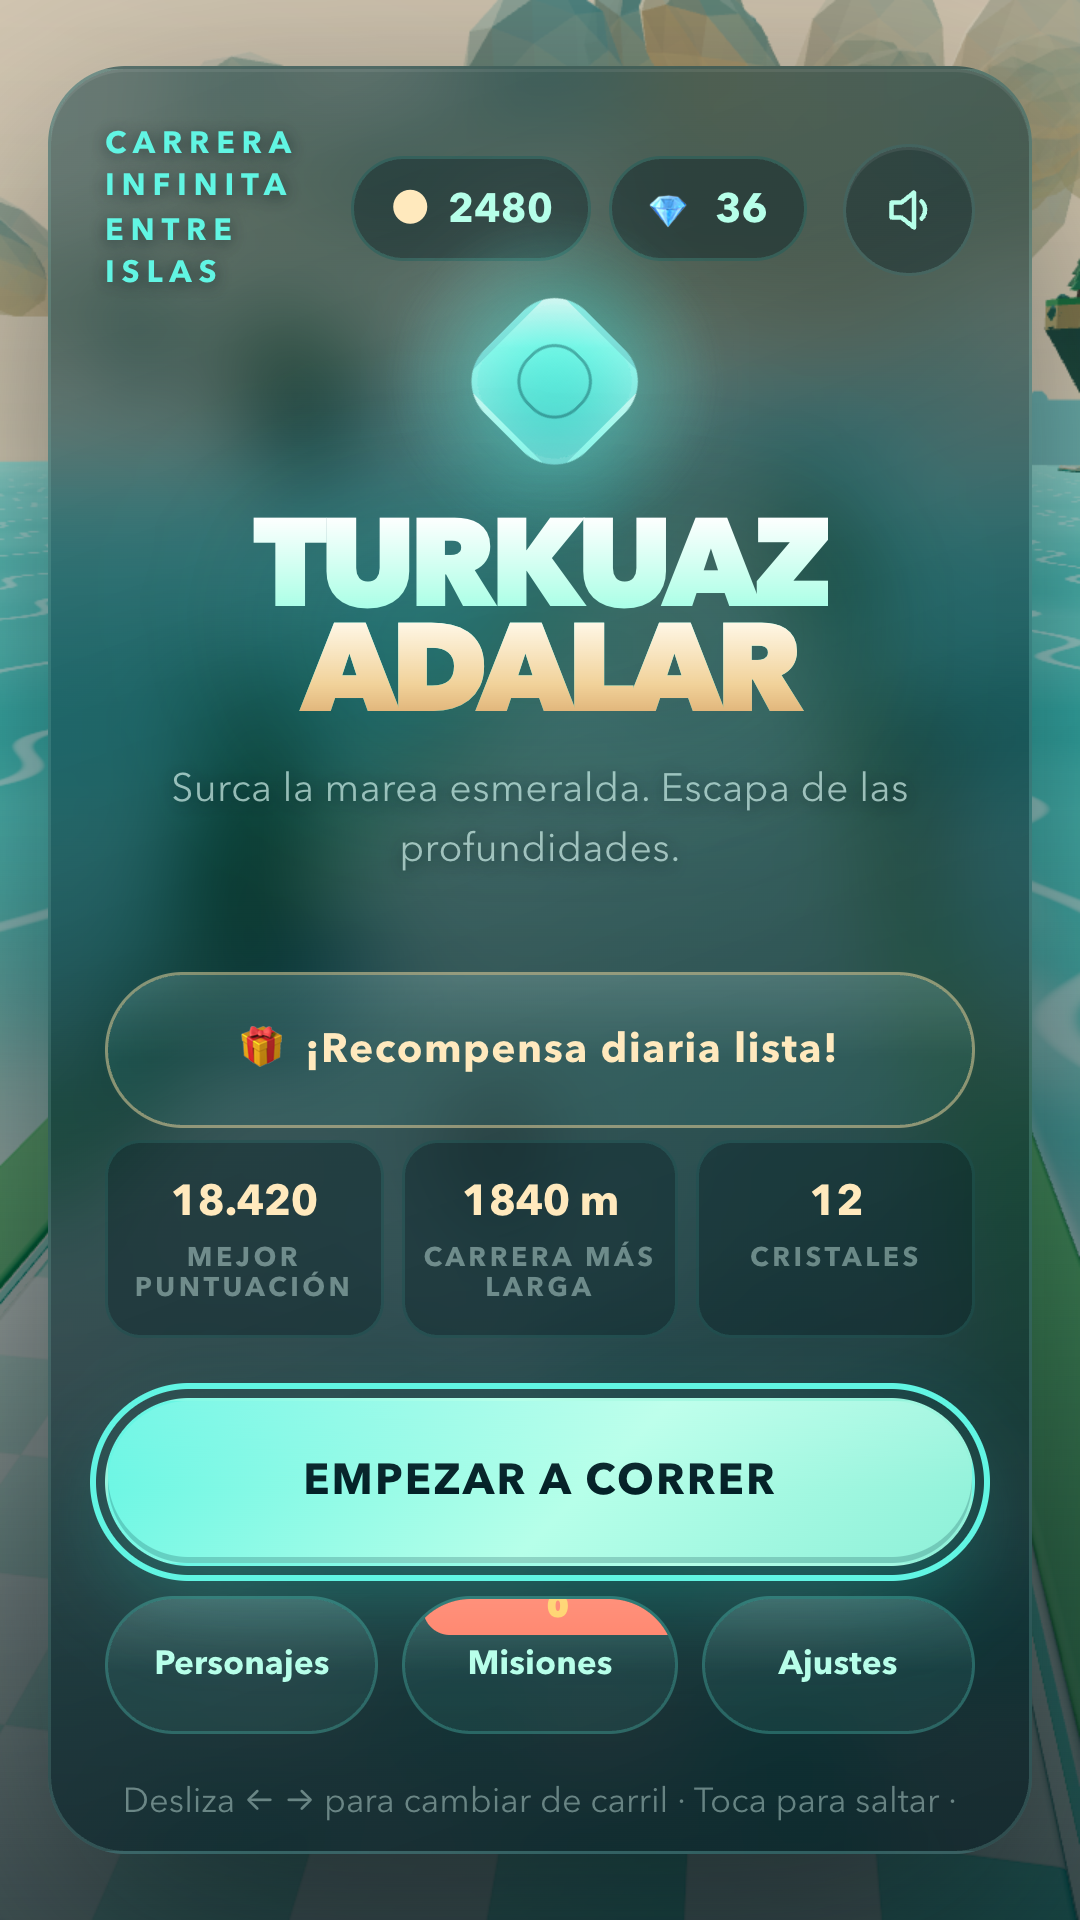 CARRERA
INFINITA
ENTRE
ISLAS
2480
36
TURKUAZ
ADALAR
Surca la marea esmeralda. Escapa de las
profundidades.
¡Recompensa diaria lista!
18.420
MEJOR
PUNTUACIÓN
1840 m
CARRERA MÁS
LARGA
12
CRISTALES
EMPEZAR A CORRER
Personajes
Misiones
Ajustes
Desliza ← → para cambiar de carril · Toca para saltar ·